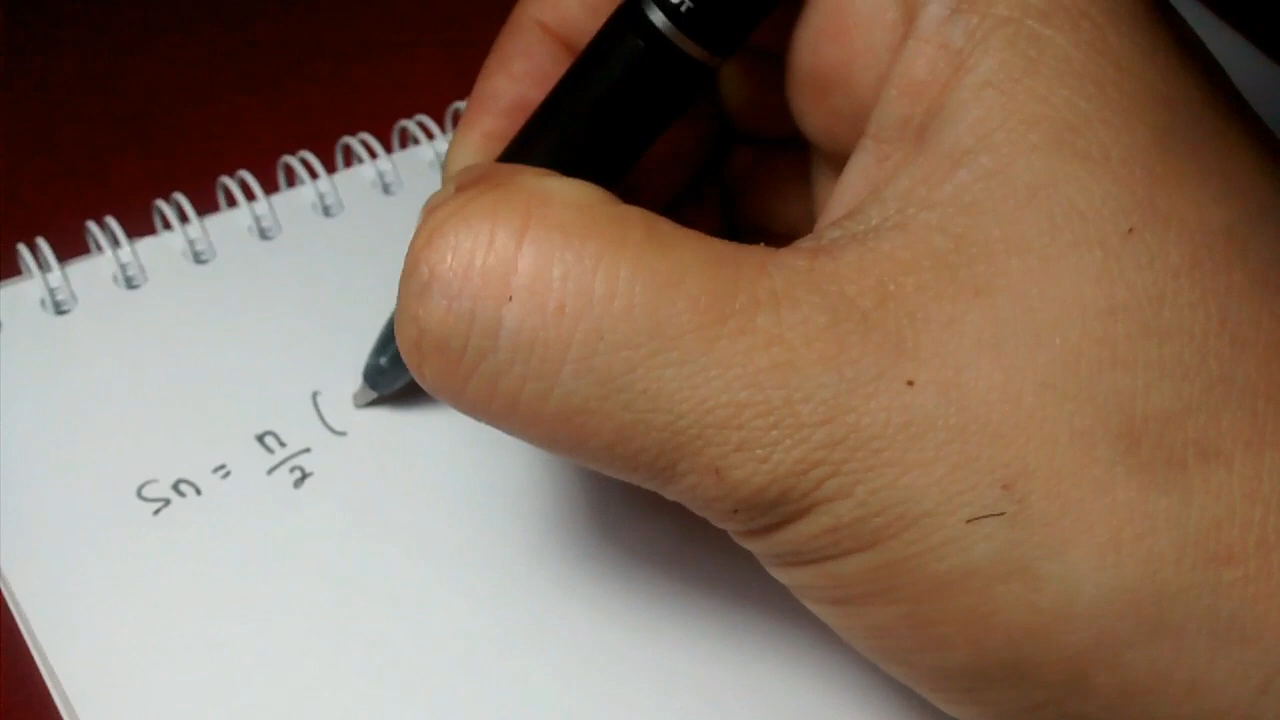 Sn = n/2 (